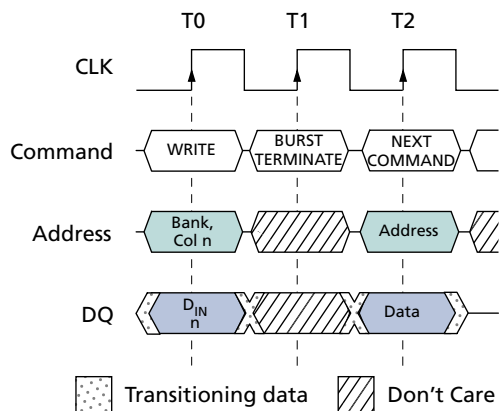 T0 T1 T2
CLK
Command
WRITE
BURST
TERMINATE
NEXT
COMMAND
Address
Bank,
Col n
Address
DQ
DIN
n
Data
Transitioning data
Don't Care